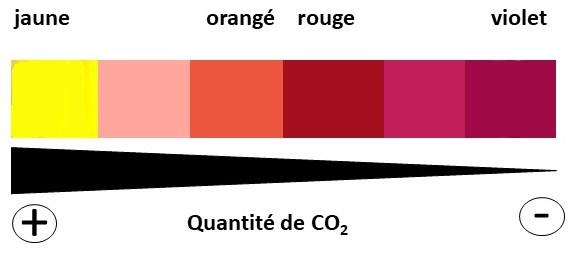 jaune orangé rouge violet
+ Quantité de CO₂ -